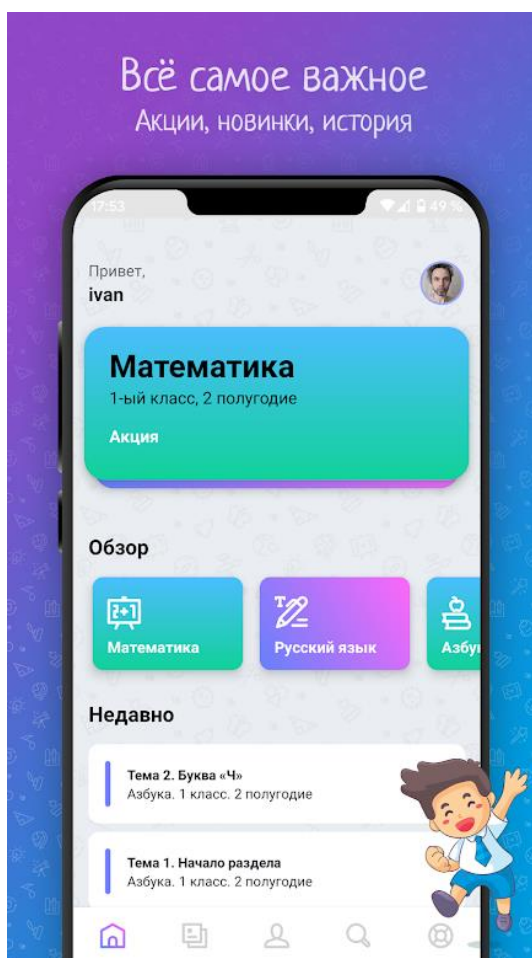 Всё самое важное
Акции, новинки, история
17:53
49 %
Привет,
ivan
Математика
1-ый класс, 2 полугодие
Акция
Обзор
2+1
Математика
Русский язык
Азбу
Недавно
Тема 2. Буква «Ч»
Азбука. 1 класс. 2 полугодие
Тема 1. Начало раздела
Азбука. 1 класс. 2 полугодие